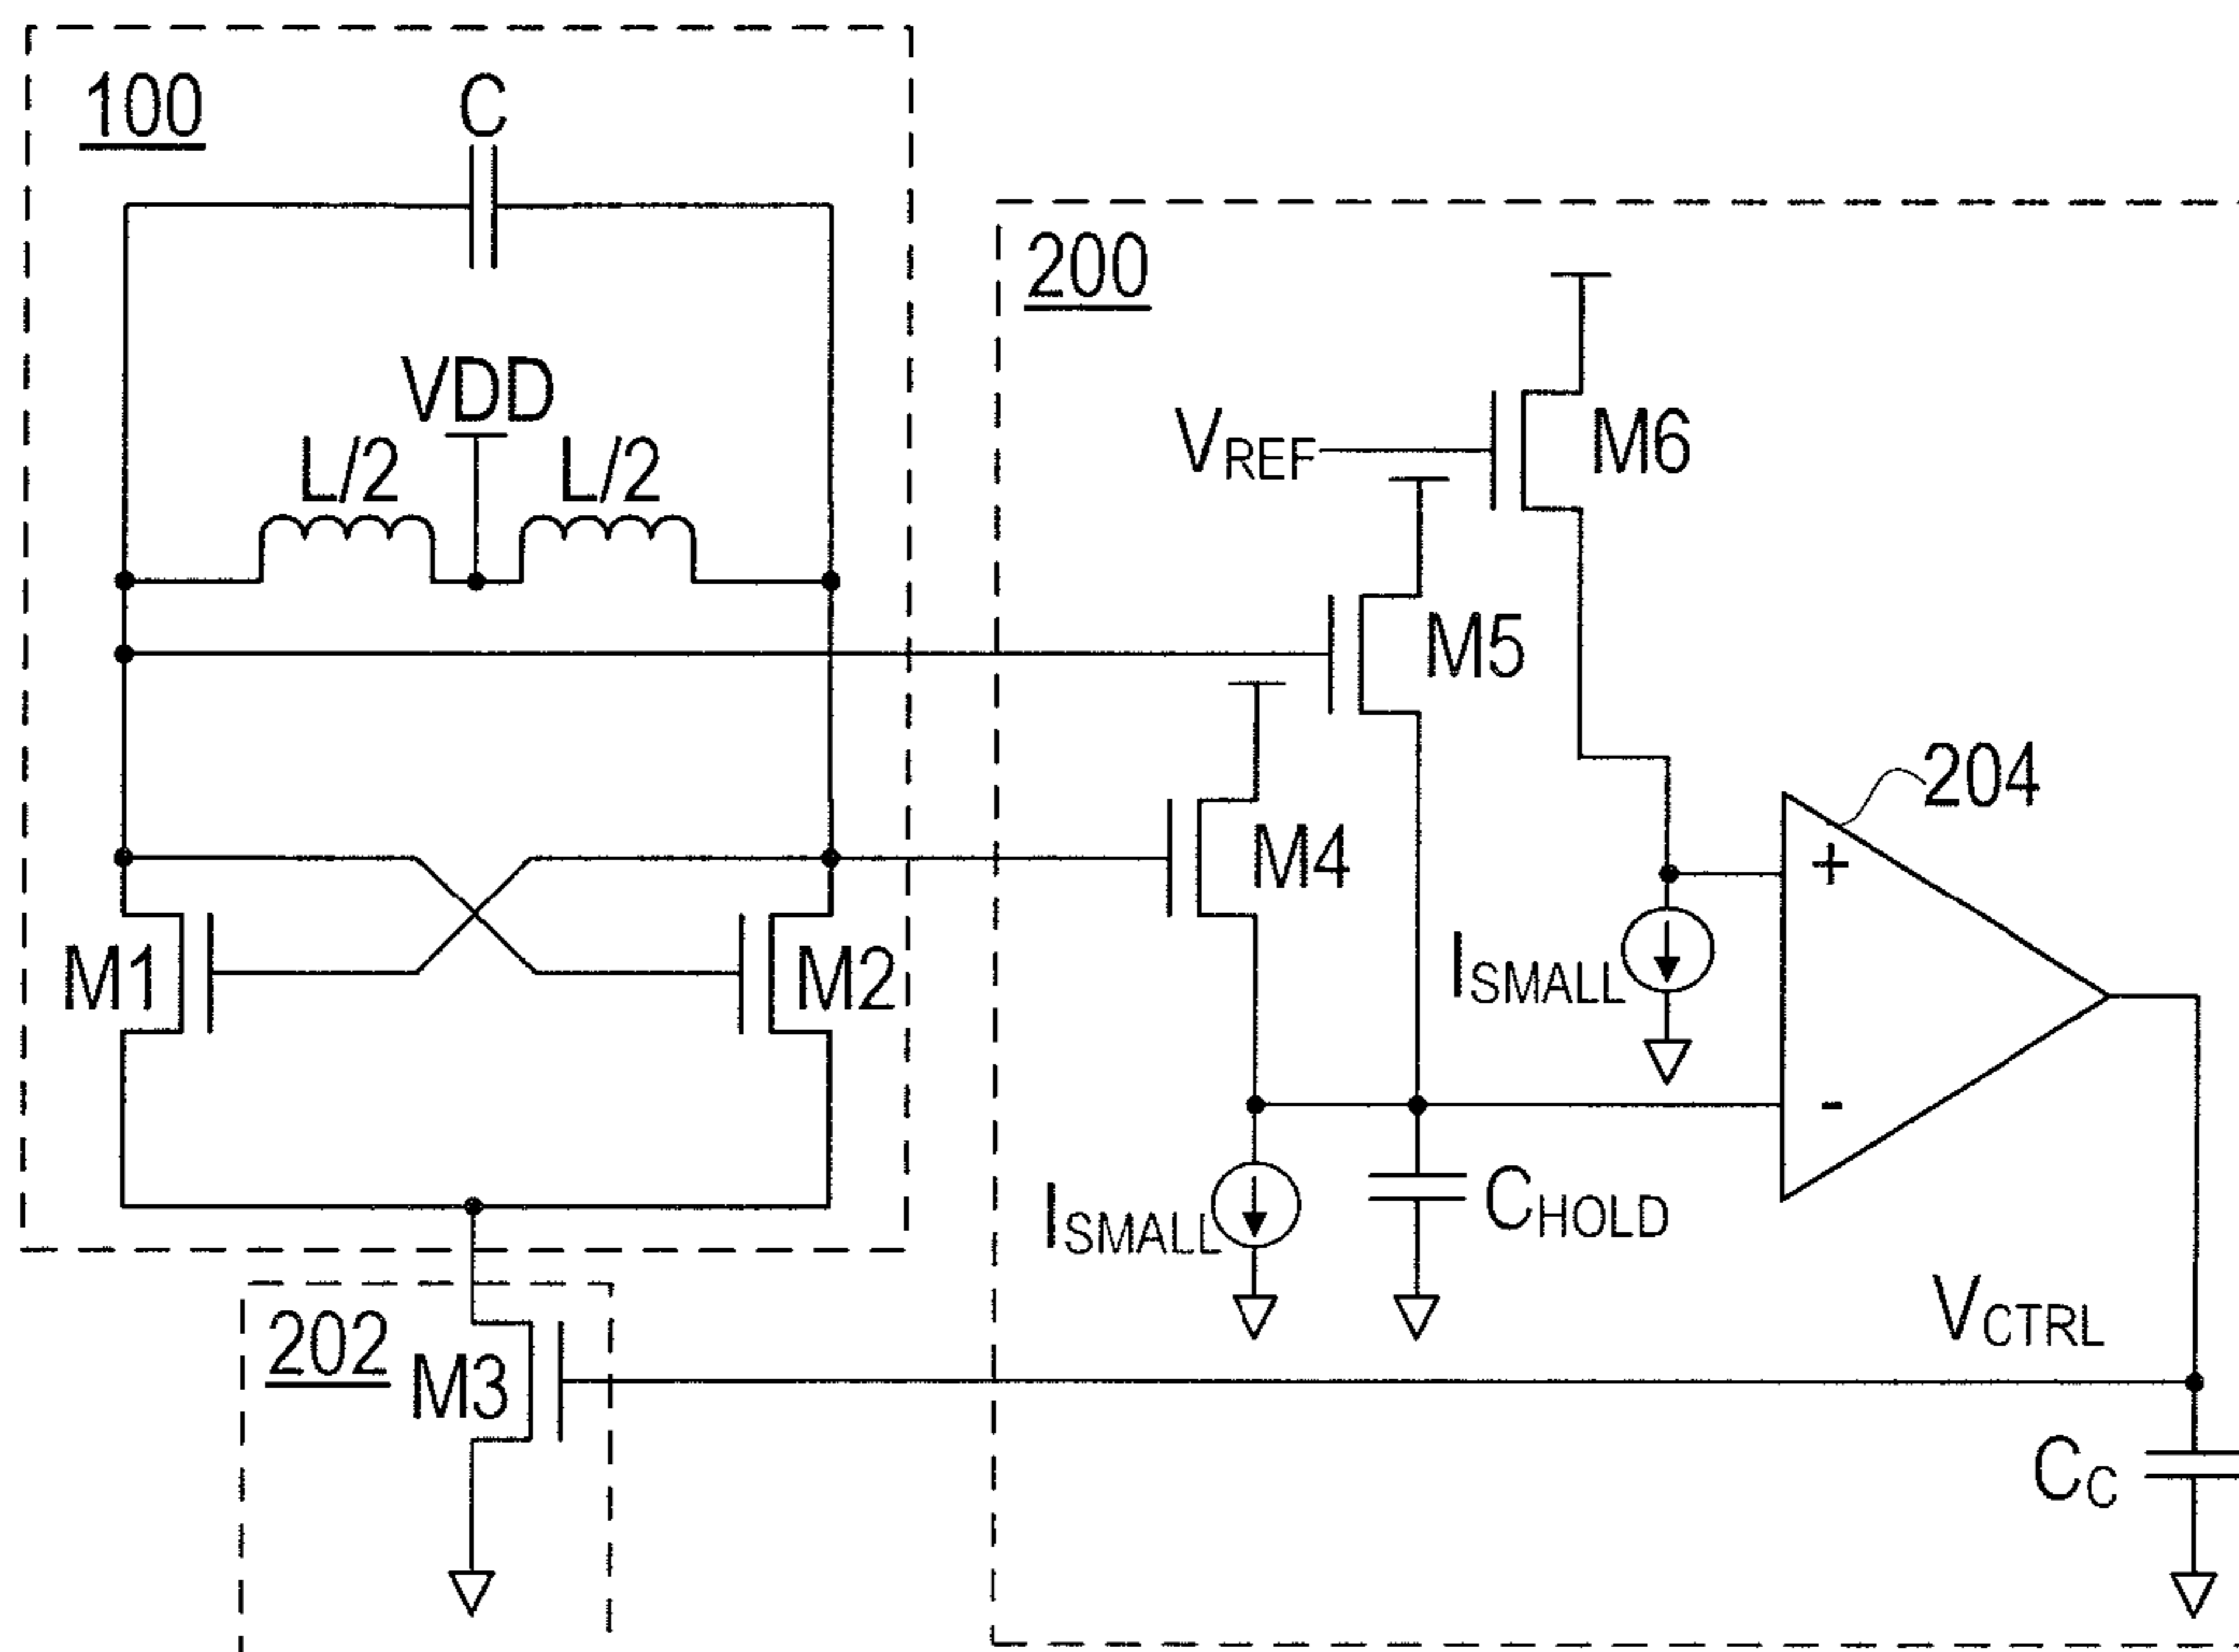 100
C
200
VDD
L/2 L/2
VREF
M6
M5
204
M4
+
M1
M2
ISMALL
-
ISMALL
CHOLD
VCTRL
202
M3
CC